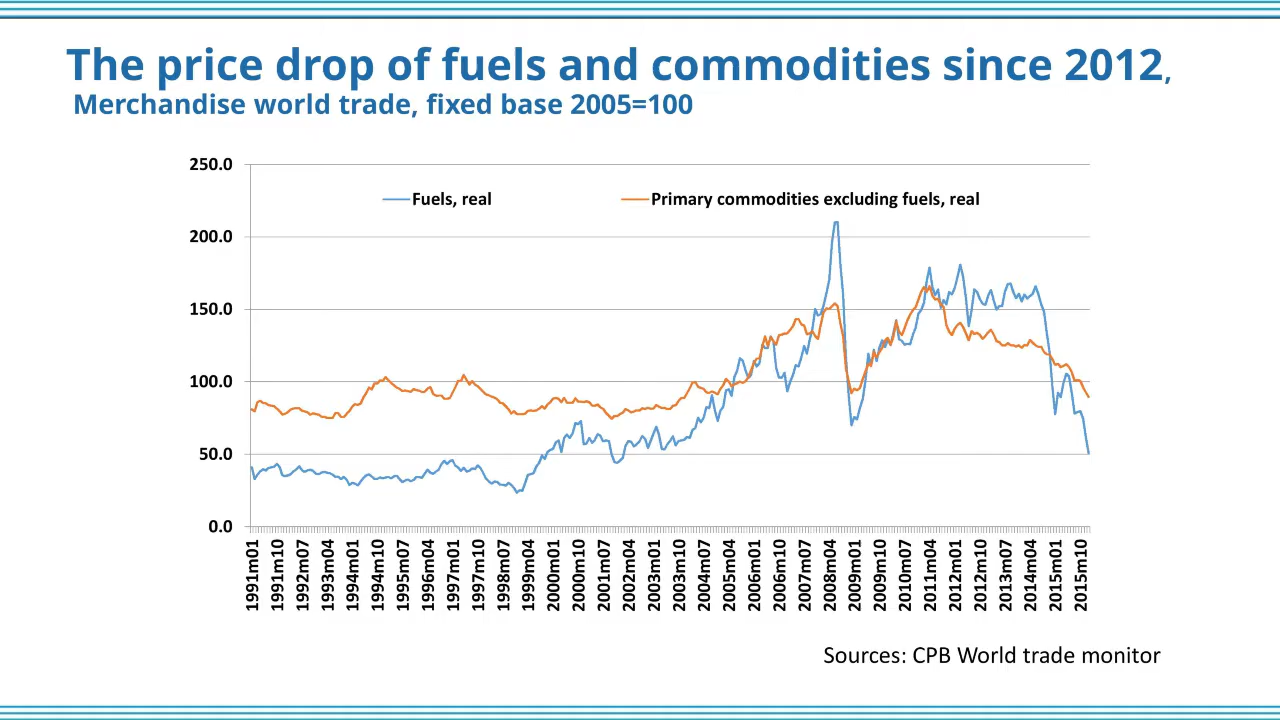 The price drop of fuels and commodities since 2012,
Merchandise world trade, fixed base 2005=100
250.0
Fuels, real
Primary commodities excluding fuels, real
200.0
150.0
100.0
50.0
0.0
1991m01
1991m10
1992m07
1993m04
1994m01
1994m10
1995m07
1996m04
1997m01
1997m10
1998m07
1999m04
2000m01
2000m10
2001m07
2002m04
2003m01
2003m10
2004m07
2005m04
2006m01
2006m10
2007m07
2008m04
2009m01
2009m10
2010m07
2011m04
2012m01
2012m10
2013m07
2014m04
2015m01
2015m10
Sources: CPB World trade monitor